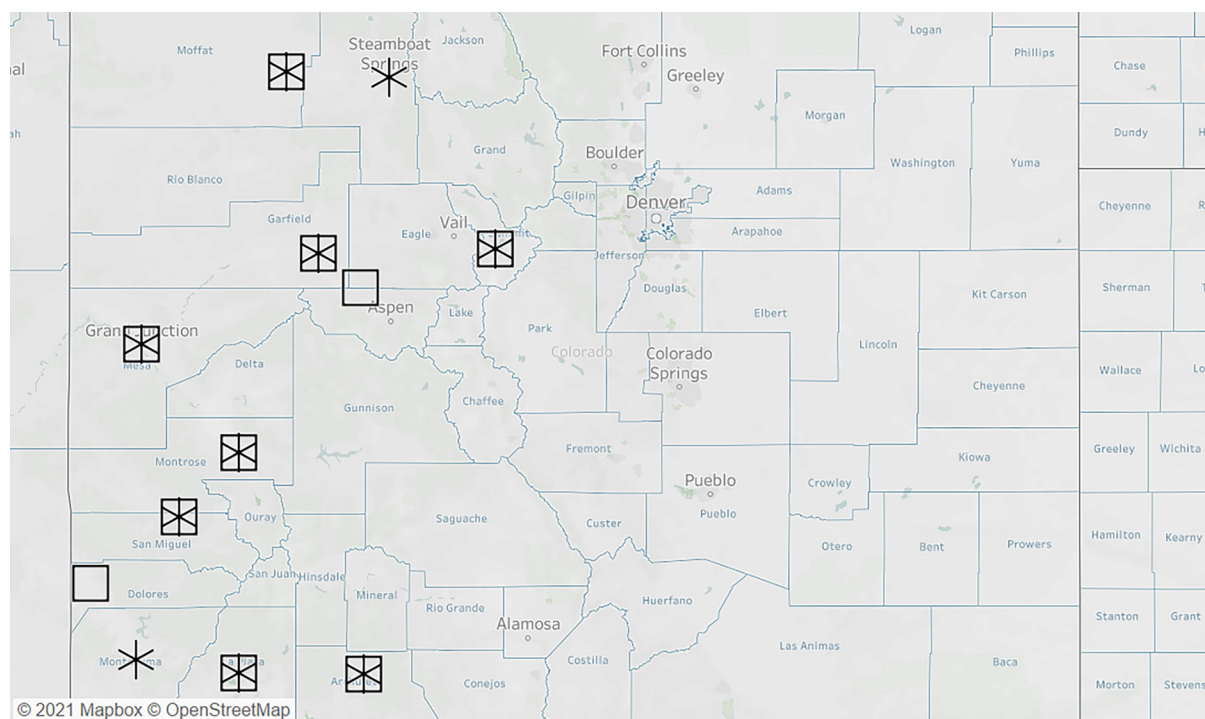 Logan
Moffat
Steamboat
Springs
Jackson
Fort Collins
Phillips
Chase
Greeley
Morgan
Dundy
Grand
Boulder
Washington
Yuma
Rio Blanco
Gilpin
Adams
Denver
Cheyenne
Garfield
Vail
Eagle
Arapahoe
Jefferson
Douglas
Sherman
Kit Carson
Aspen
Lake
Elbert
Grand Junction
Park
Lincoln
Colorado
Colorado
Springs
Mesa
Delta
Wallace
Cheyenne
Gunnison
Chaffee
Fremont
Greeley
Wichita
Montrose
Kiowa
Pueblo
Crowley
Pueblo
Ouray
Saguache
Custer
Hamilton
Kearny
San Miguel
Otero
Bent
Prowers
San Juan
Hinsdale
Dolores
Mineral
Rio Grande
Huerfano
Alamosa
Stanton
Grant
Las Animas
Costilla
Baca
Conejos
Morton
Stevens
© 2021 Mapbox © OpenStreetMap